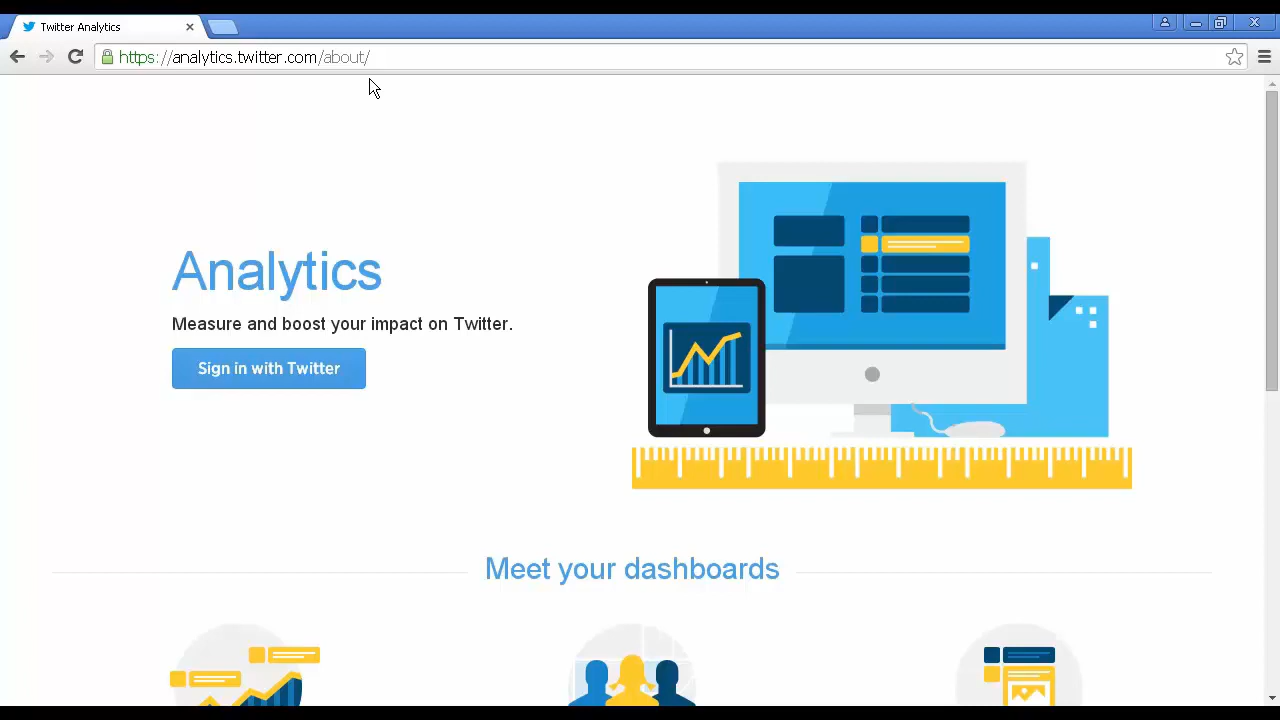 Twitter Analytics
https://analytics.twitter.com/about/
Analytics
Measure and boost your impact on Twitter.
Sign in with Twitter
Meet your dashboards